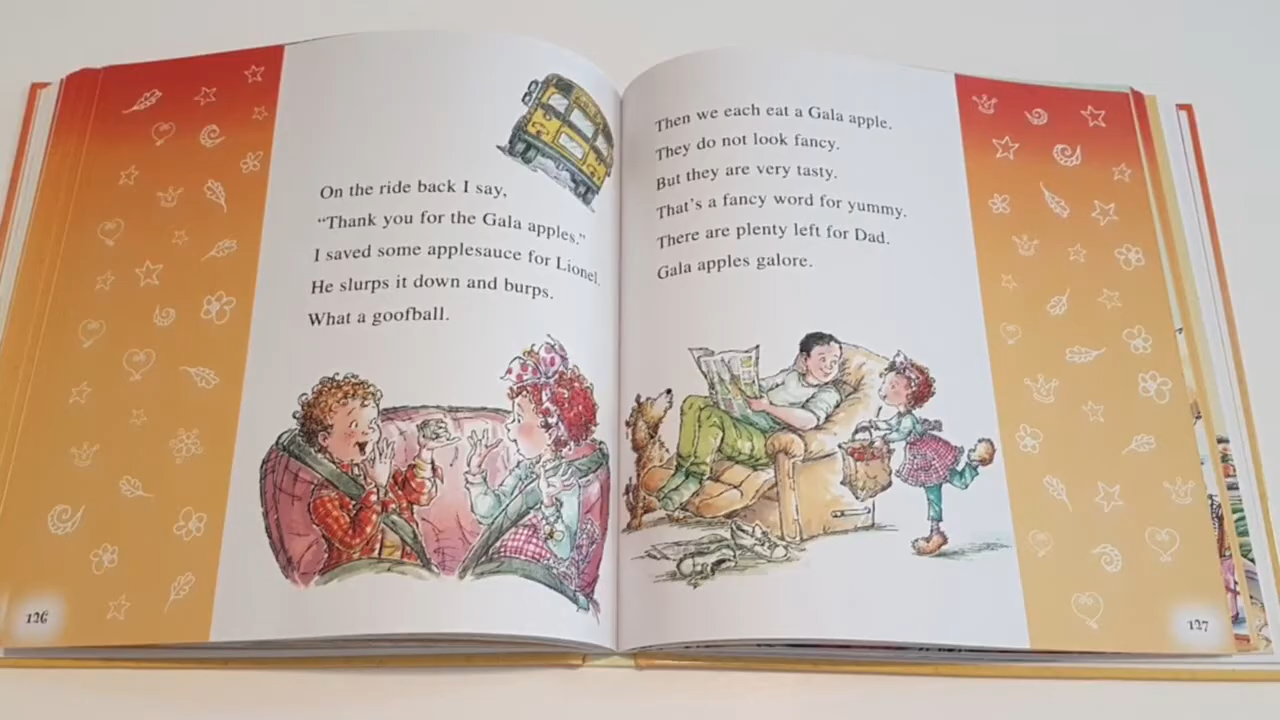 On the ride back I say,
“Thank you for the Gala apples.”
I saved some applesauce for Lionel.
He slurps it down and burps.
What a goofball.
126
Then we each eat a Gala apple.
They do not look fancy.
But they are very tasty.
That’s a fancy word for yummy.
There are plenty left for Dad.
Gala apples galore.
127